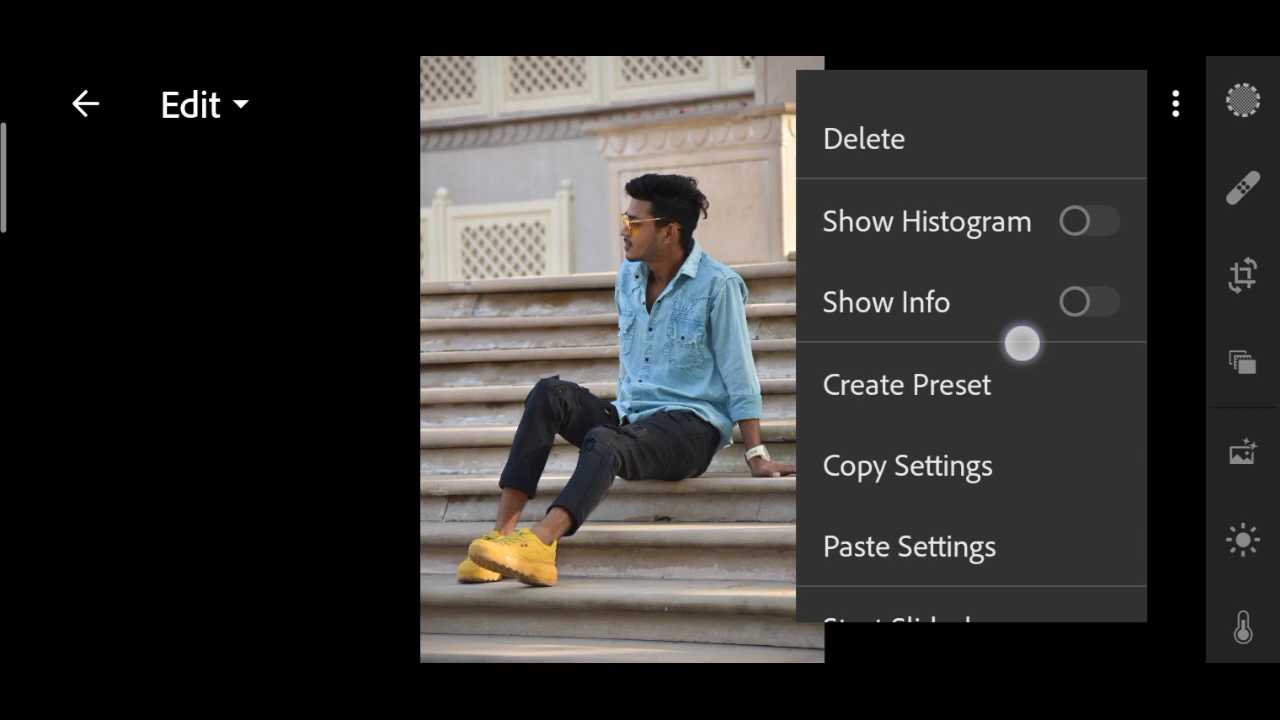 Edit
Delete
Show Histogram
Show Info
Create Preset
Copy Settings
Paste Settings